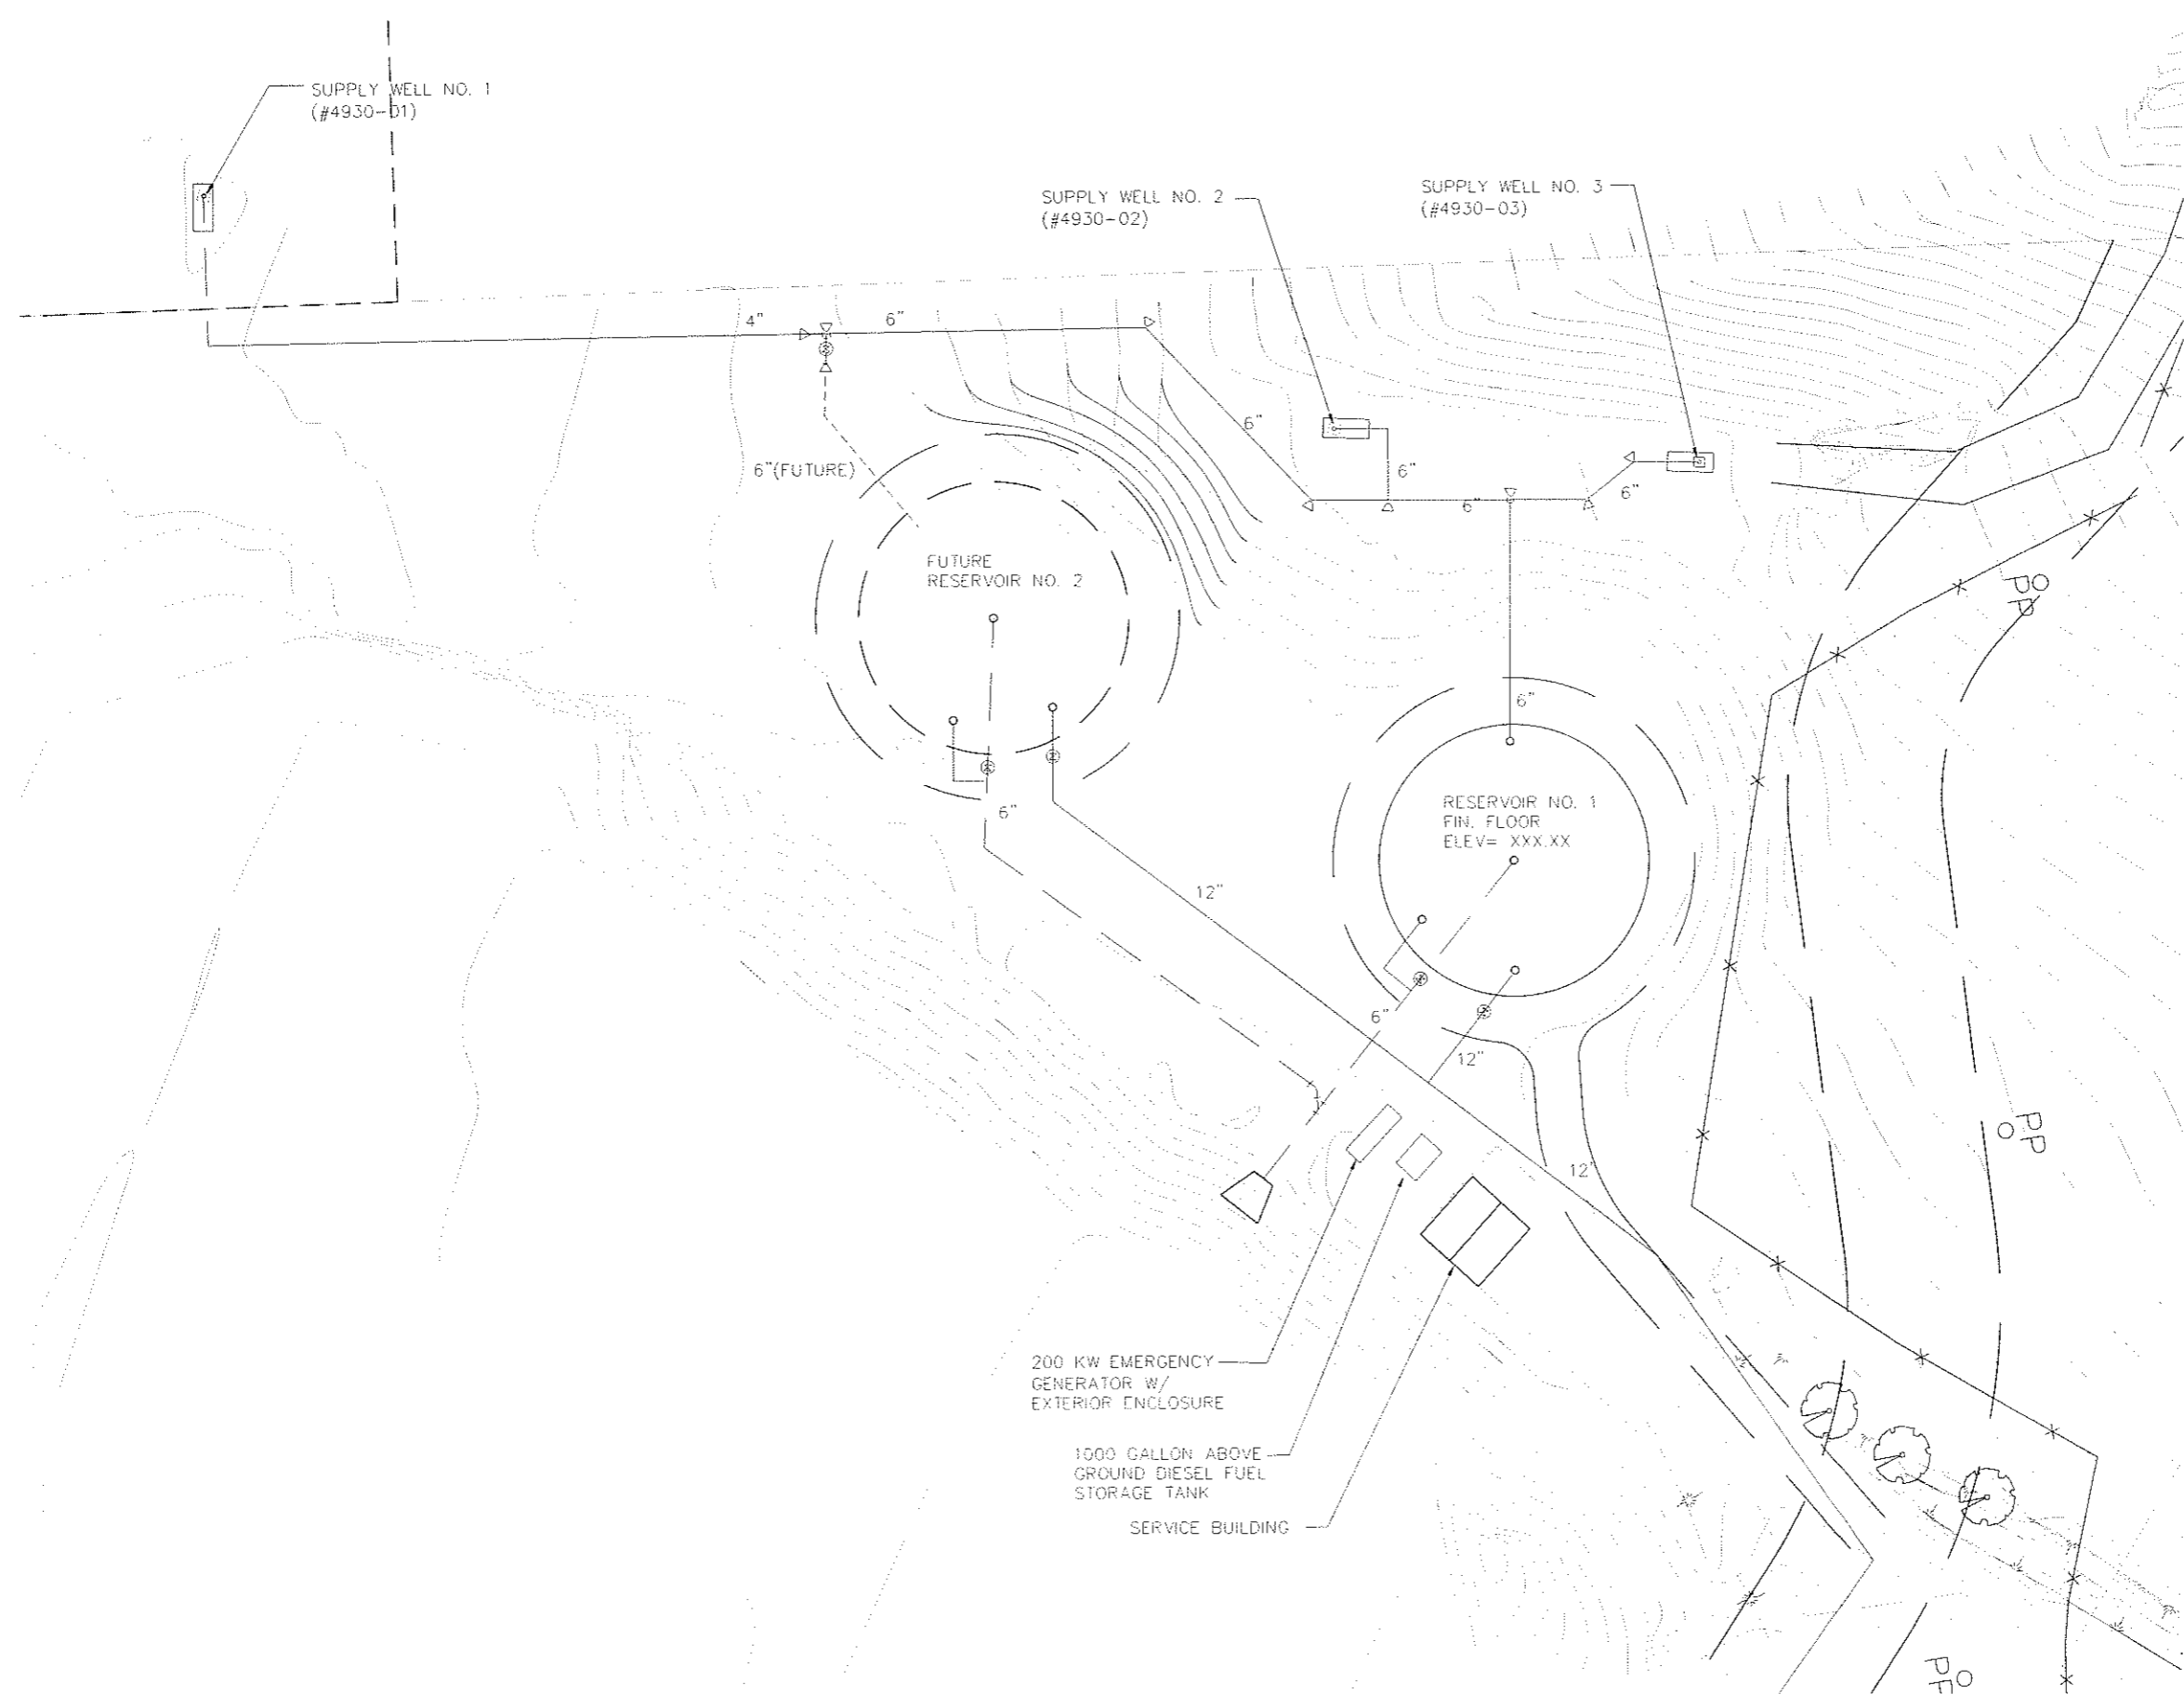 SUPPLY WELL NO. 1
(#4930-01)
SUPPLY WELL NO. 2
(#4930-02)
SUPPLY WELL NO. 3
(#4930-03)
4"
6"
6"
6"
6"
6"
6"(FUTURE)
FUTURE
RESERVOIR NO. 2
PP
6"
RESERVOIR NO. 1
FIN. FLOOR
ELEV= XXX.XX
6"
12"
6"
12"
PP
12"
200 KW EMERGENCY
GENERATOR W/
EXTERIOR ENCLOSURE
1000 GALLON ABOVE
GROUND DIESEL FUEL
STORAGE TANK
SERVICE BUILDING
PP